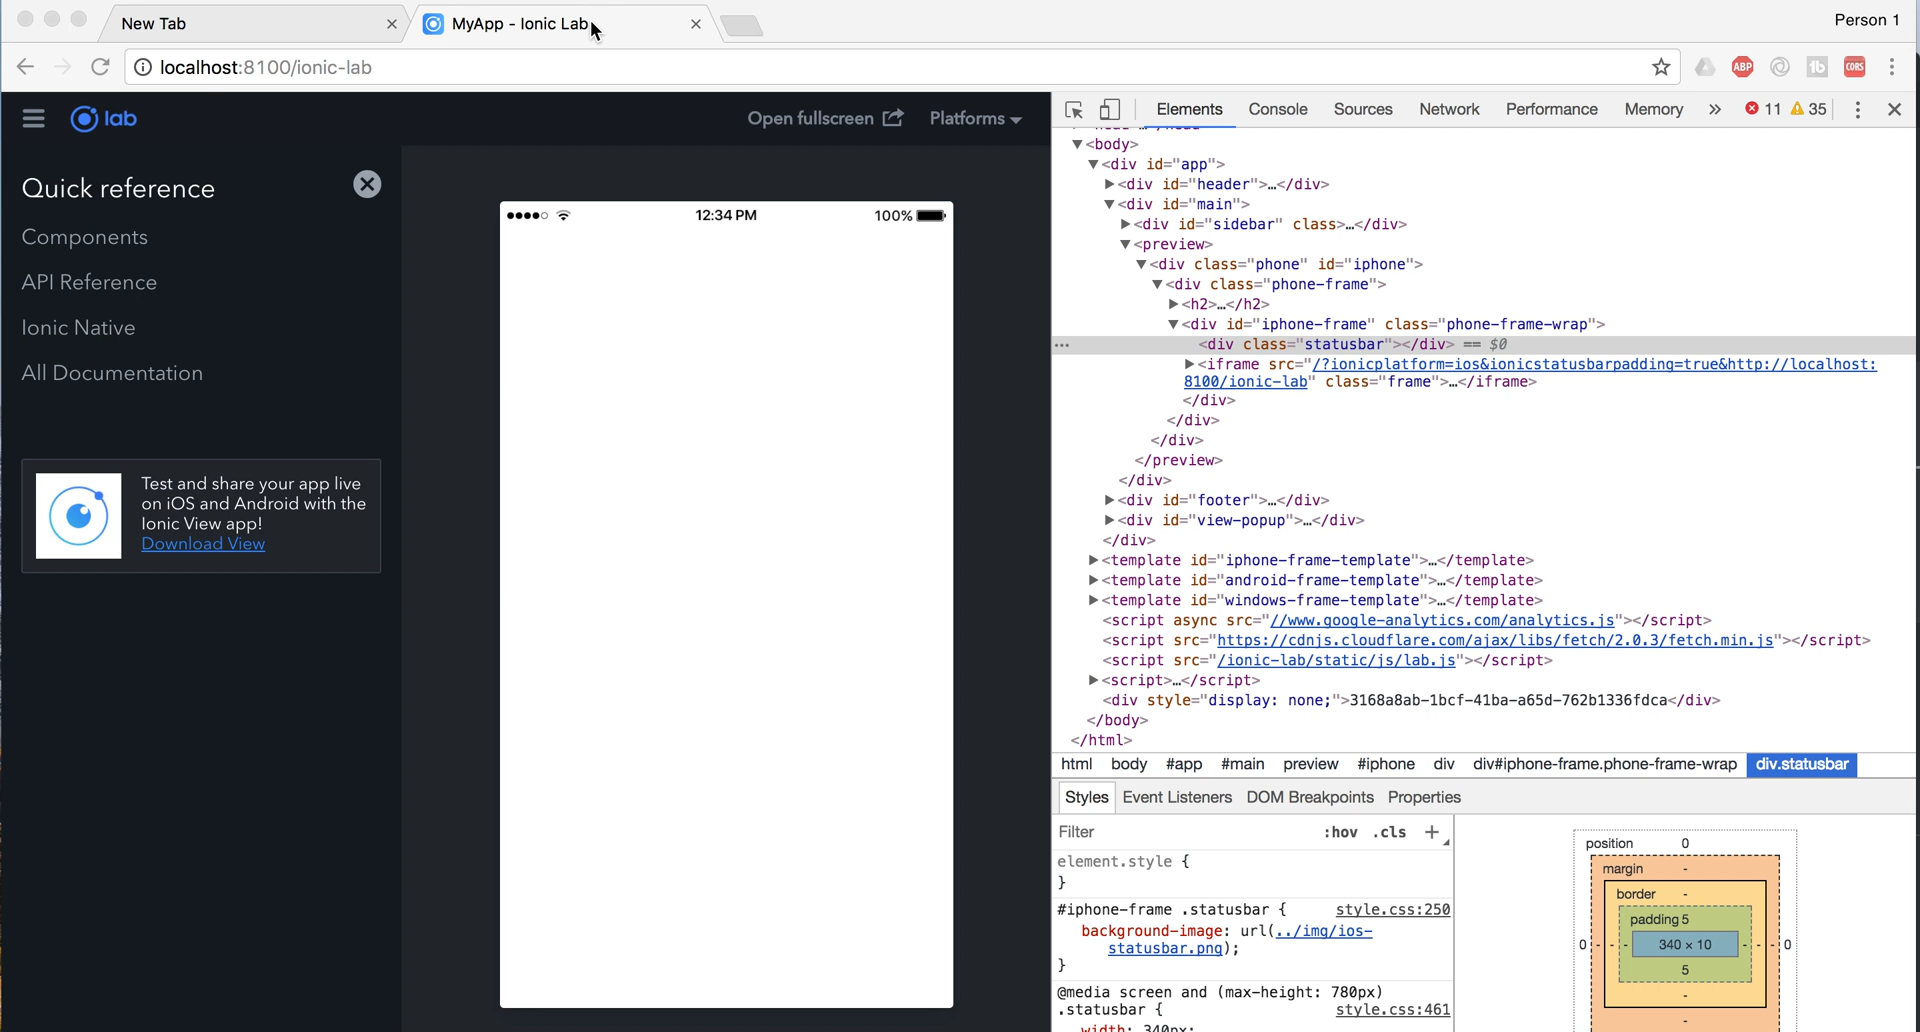 New Tab
MyApp - Ionic Lab
Person 1
localhost:8100/ionic-lab
ABP
CORS
lab
Open fullscreen
Platforms
Elements Console Sources Network Performance Memory » 11 35
Quick reference
Components
API Reference
Ionic Native
All Documentation
Test and share your app live
on iOS and Android with the
Ionic View app!
Download View
12:34 PM
100%
<body>
<div id="app">
<div id="header">…</div>
<div id="main">
<div id="sidebar" class>…</div>
<preview>
<div class="phone" id="iphone">
<div class="phone-frame">
<h2>…</h2>
<div id="iphone-frame" class="phone-frame-wrap">
<div class="statusbar"></div> == $0
<iframe src="/?ionicplatform=ios&ionicstatusbarpadding=true&http://localhost:
8100/ionic-lab" class="frame">…</iframe>
</div>
</div>
</div>
</preview>
</div>
<div id="footer">…</div>
<div id="view-popup">…</div>
</div>
<template id="iphone-frame-template">…</template>
<template id="android-frame-template">…</template>
<template id="windows-frame-template">…</template>
<script async src="//www.google-analytics.com/analytics.js"></script>
<script src="https://cdnjs.cloudflare.com/ajax/libs/fetch/2.0.3/fetch.min.js"></script>
<script src="/ionic-lab/static/js/lab.js"></script>
<script>…</script>
<div style="display: none;">3168a8ab-1bcf-41ba-a65d-762b1336fdca</div>
</body>
</html>
html body #app #main preview #iphone div div#iphone-frame.phone-frame-wrap div.statusbar
Styles Event Listeners DOM Breakpoints Properties
Filter :hov .cls +
element.style {
}
#iphone-frame .statusbar { style.css:250
background-image: url(../img/ios-
statusbar.png);
}
@media screen and (max-height: 780px)
.statusbar { style.css:461
width: 340px;
position 0
margin -
border -
padding 5
0 - - - 340 × 10 - - - 0
5
-
-